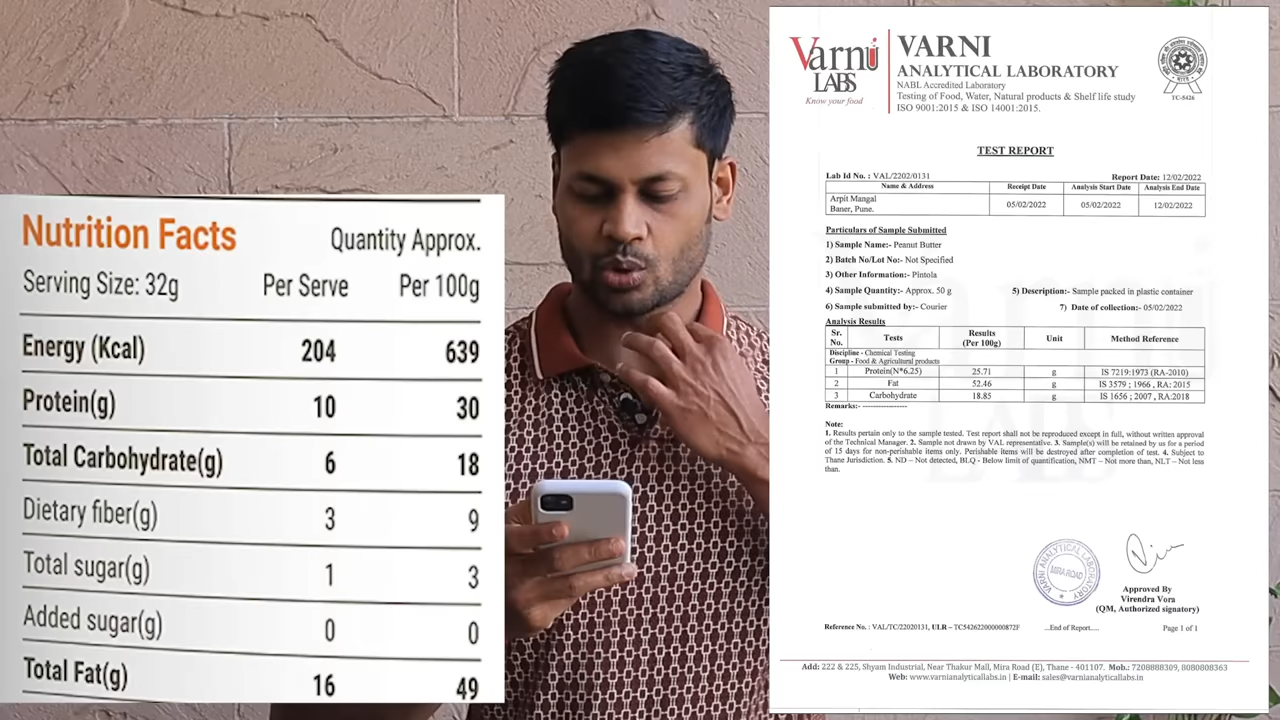 Nutrition Facts
Quantity Approx.
Serving Size: 32g Per Serve Per 100g
Energy (Kcal) 204 639
Protein(g) 10 30
Total Carbohydrate(g) 6 18
Dietary fiber(g) 3 9
Total sugar(g) 1 3
Added sugar(g) 0 0
Total Fat(g) 16 49
Varni
LABS
Know your food
VARNI
ANALYTICAL LABORATORY
NABL Accredited Laboratory
Testing of Food, Water, Natural products & Shelf life study
ISO 9001:2015 & ISO 14001:2015.
TC-5426
TEST REPORT
Lab Id No. : VAL/2202/0131 Report Date: 12/02/2022
Name & Address Receipt Date Analysis Start Date Analysis End Date
Arpit Mangal
Baner, Pune.
05/02/2022 05/02/2022 12/02/2022
Particulars of Sample Submitted
1) Sample Name:- Peanut Butter
2) Batch No/Lot No:- Not Specified
3) Other Information:- Pintola
4) Sample Quantity:- Approx. 50 g 5) Description:- Sample packed in plastic container
6) Sample submitted by:- Courier 7) Date of collection:- 05/02/2022
Analysis Results
Sr. No. Tests Results (Per 100g) Unit Method Reference
Discipline - Chemical Testing
Group - Food & Agricultural products
1 Protein(N*6.25) 25.71 g IS 7219:1973 (RA-2010)
2 Fat 52.46 g IS 3579 ; 1966 , RA: 2015
3 Carbohydrate 18.85 g IS 1656 ; 2007 , RA:2018
Remarks:- ----------------
Note:
1. Results pertain only to the sample tested. Test report shall not be reproduced except in full, without written approval
of the Technical Manager. 2. Sample not drawn by VAL representative. 3. Sample(s) will be retained by us for a period
of 15 days for non-perishable items only. Perishable items will be destroyed after completion of test. 4. Subject to
Thane Jurisdiction. 5. ND – Not detected, BLQ - Below limit of quantification, NMT – Not more than, NLT – Not less
than.
VARNI ANALYTICAL LABORATORY
MIRA ROAD
Approved By
Virendra Vora
(QM, Authorized signatory)
Reference No. : VAL/TC/22020131, ULR – TC542622000000872F ....End of Report..... Page 1 of 1
Add: 222 & 225, Shyam Industrial, Near Thakur Mall, Mira Road (E), Thane - 401107. Mob.: 7208888309, 8080808363
Web: www.varnianalyticallabs.in | E-mail: sales@varnianalyticallabs.in